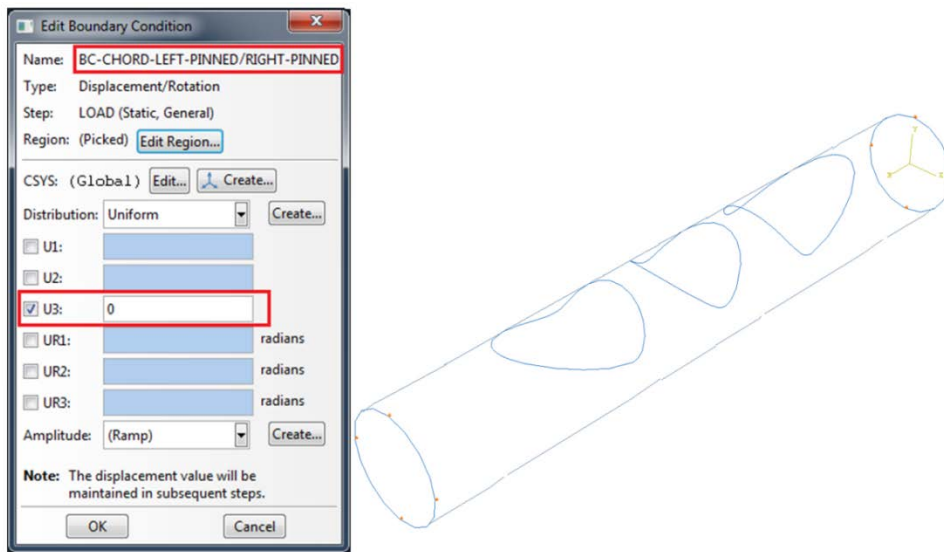 Edit Boundary Condition
Name: BC-CHORD-LEFT-PINNED/RIGHT-PINNED
Type: Displacement/Rotation
Step: LOAD (Static, General)
Region: (Picked) Edit Region...
CSYS: (Global) Edit... Create...
Distribution: Uniform Create...
U1:
U2:
U3: 0
UR1: radians
UR2: radians
UR3: radians
Amplitude: (Ramp) Create...
Note: The displacement value will be
maintained in subsequent steps.
OK Cancel
Y